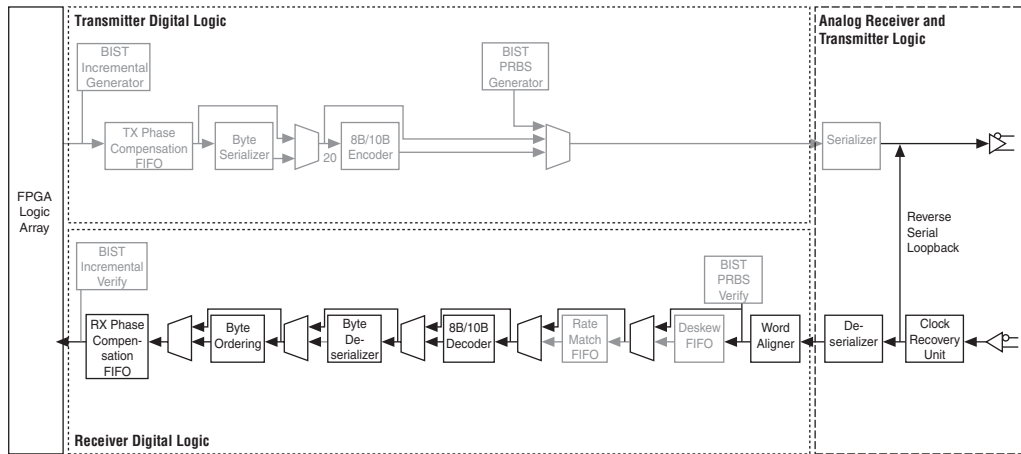 Transmitter Digital Logic
Analog Receiver and
Transmitter Logic
BIST
Incremental
Generator
BIST
PRBS
Generator
TX Phase
Compensation
FIFO
Byte
Serializer
20
8B/10B
Encoder
Serializer
FPGA
Logic
Array
Reverse
Serial
Loopback
BIST
Incremental
Verify
BIST
PRBS
Verify
RX Phase
Compen-
sation
FIFO
Byte
Ordering
Byte
De-
serializer
8B/10B
Decoder
Rate
Match
FIFO
Deskew
FIFO
Word
Aligner
De-
serializer
Clock
Recovery
Unit
Receiver Digital Logic